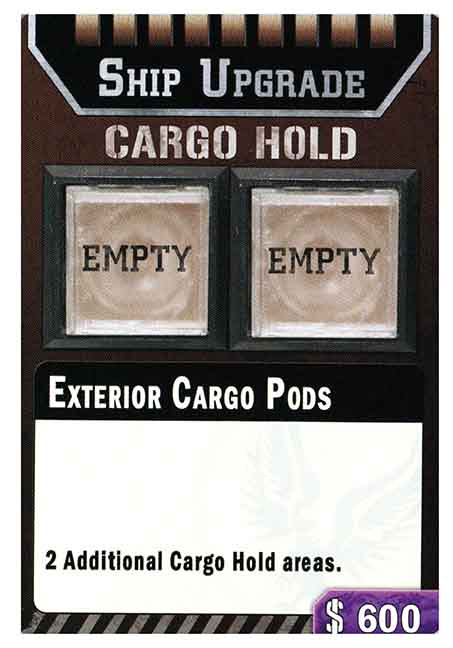 SHIP UPGRADE
CARGO HOLD
EMPTY EMPTY
EXTERIOR CARGO PODS
2 Additional Cargo Hold areas.
$ 600